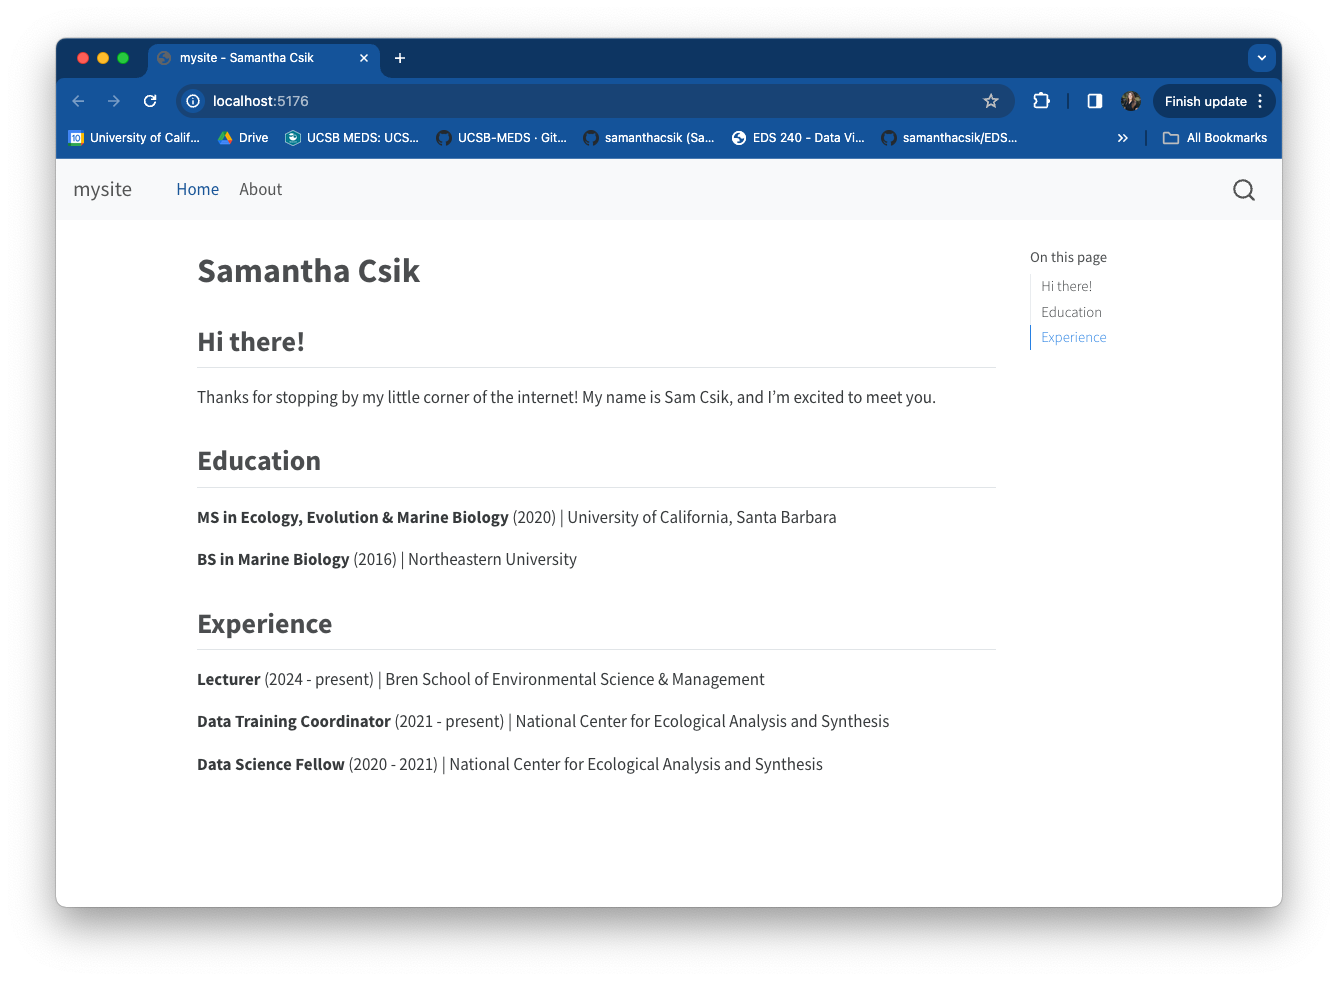 mysite - Samantha Csik
localhost:5176
Finish update
10 University of Calif... Drive UCSB MEDS: UCS... UCSB-MEDS · Git... samanthacsik (Sa... EDS 240 - Data Vi... samanthacsik/EDS... » All Bookmarks
mysite Home About
Samantha Csik
On this page
Hi there!
Education
Experience
Hi there!
Thanks for stopping by my little corner of the internet! My name is Sam Csik, and I’m excited to meet you.
Education
MS in Ecology, Evolution & Marine Biology (2020) | University of California, Santa Barbara
BS in Marine Biology (2016) | Northeastern University
Experience
Lecturer (2024 - present) | Bren School of Environmental Science & Management
Data Training Coordinator (2021 - present) | National Center for Ecological Analysis and Synthesis
Data Science Fellow (2020 - 2021) | National Center for Ecological Analysis and Synthesis